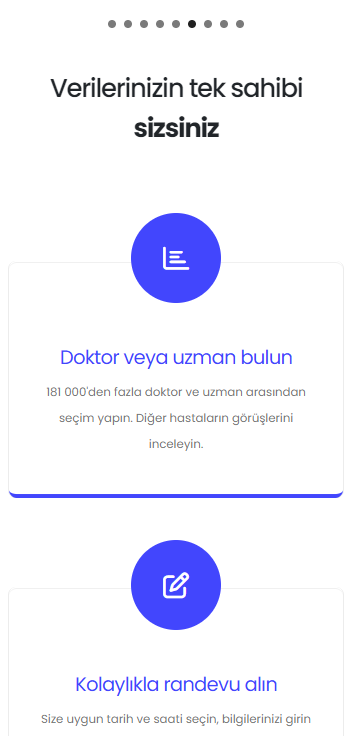 Verilerinizin tek sahibi
sizsiniz
Doktor veya uzman bulun
181 000'den fazla doktor ve uzman arasından
seçim yapın. Diğer hastaların görüşlerini
inceleyin.
Kolaylıkla randevu alın
Size uygun tarih ve saati seçin, bilgilerinizi girin